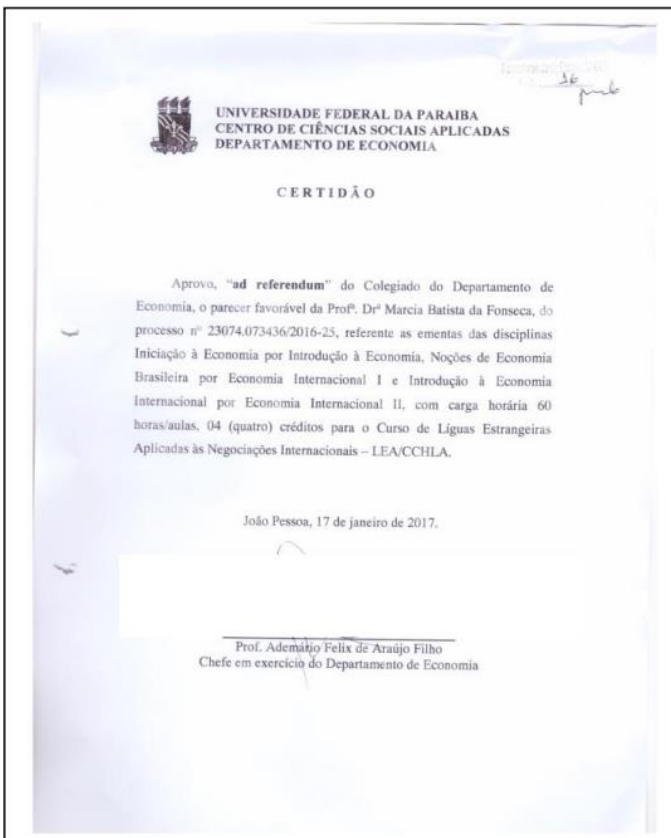 16
UNIVERSIDADE FEDERAL DA PARAIBA
CENTRO DE CIÊNCIAS SOCIAIS APLICADAS
DEPARTAMENTO DE ECONOMIA
CERTIDÃO
Aprovo, "ad referendum" do Colegiado do Departamento de
Economia, o parecer favorável da Profª. Drª Marcia Batista da Fonseca, do
processo nº 23074.073436/2016-25, referente as ementas das disciplinas
Iniciação à Economia por Introdução à Economia, Noções de Economia
Brasileira por Economia Internacional I e Introdução à Economia
Internacional por Economia Internacional II, com carga horária 60
horas/aulas, 04 (quatro) créditos para o Curso de Líguas Estrangeiras
Aplicadas às Negociações Internacionais – LEA/CCHLA.
João Pessoa, 17 de janeiro de 2017.
Prof. Ademário Felix de Araújo Filho
Chefe em exercício do Departamento de Economia